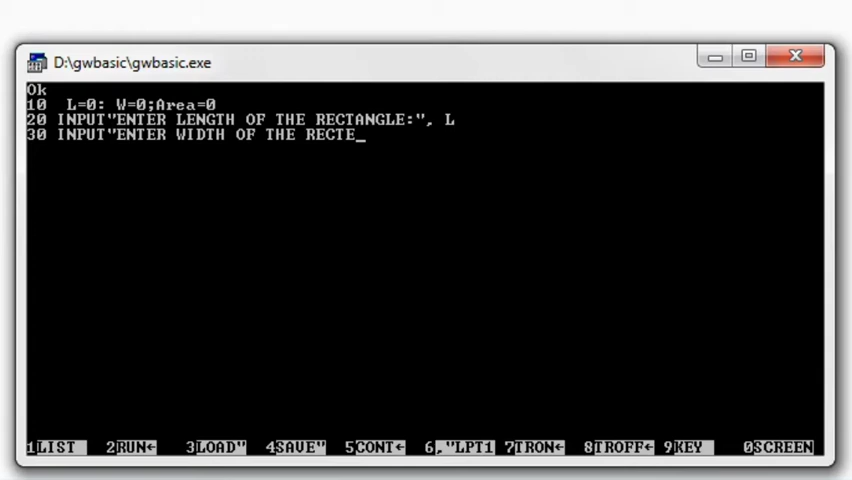 D:\gwbasic\gwbasic.exe
Ok
10  L=0: W=0;Area=0
20 INPUT"ENTER LENGTH OF THE RECTANGLE:", L
30 INPUT"ENTER WIDTH OF THE RECTE_
1LIST  2RUN←  3LOAD"  4SAVE"  5CONT←  6,"LPT1  7TRON←  8TROFF←  9KEY  0SCREEN